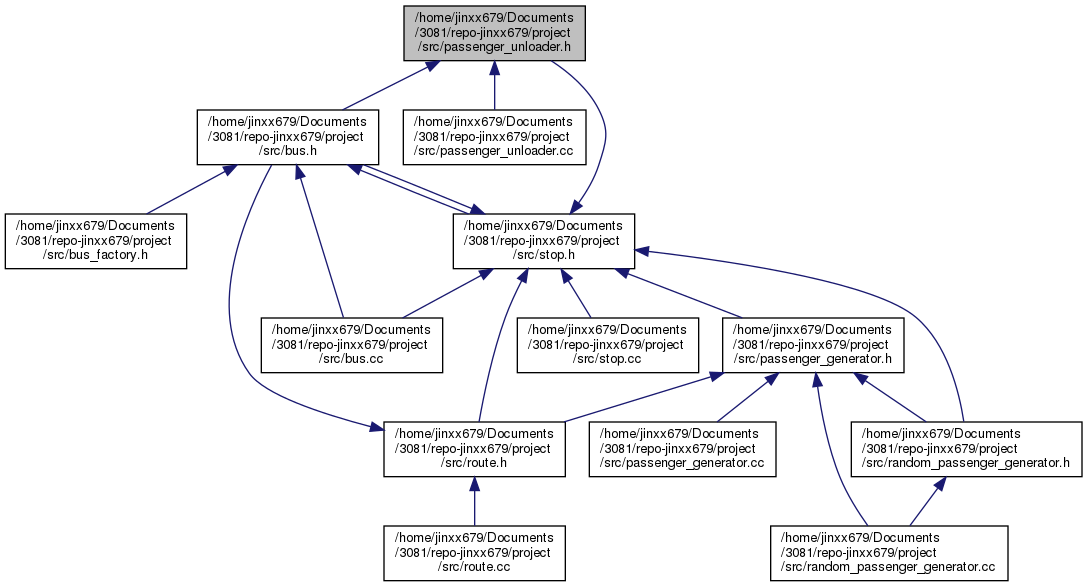 /home/jinxx679/Documents
/3081/repo-jinxx679/project
/src/passenger_unloader.h
/home/jinxx679/Documents
/3081/repo-jinxx679/project
/src/bus.h
/home/jinxx679/Documents
/3081/repo-jinxx679/project
/src/passenger_unloader.cc
/home/jinxx679/Documents
/3081/repo-jinxx679/project
/src/bus_factory.h
/home/jinxx679/Documents
/3081/repo-jinxx679/project
/src/stop.h
/home/jinxx679/Documents
/3081/repo-jinxx679/project
/src/bus.cc
/home/jinxx679/Documents
/3081/repo-jinxx679/project
/src/stop.cc
/home/jinxx679/Documents
/3081/repo-jinxx679/project
/src/passenger_generator.h
/home/jinxx679/Documents
/3081/repo-jinxx679/project
/src/route.h
/home/jinxx679/Documents
/3081/repo-jinxx679/project
/src/passenger_generator.cc
/home/jinxx679/Documents
/3081/repo-jinxx679/project
/src/random_passenger_generator.h
/home/jinxx679/Documents
/3081/repo-jinxx679/project
/src/route.cc
/home/jinxx679/Documents
/3081/repo-jinxx679/project
/src/random_passenger_generator.cc